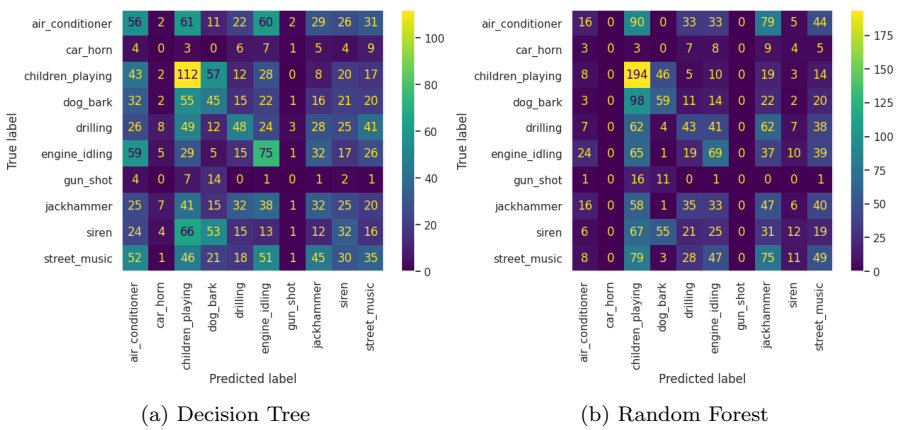 air_conditioner 56 2 61 11 22 60 2 29 26 31
car_horn 4 0 3 0 6 7 1 5 4 9
children_playing 43 2 112 57 12 28 0 8 20 17
dog_bark 32 2 55 45 15 22 1 16 21 20
drilling 26 8 49 12 48 24 3 28 25 41
engine_idling 59 5 29 5 15 75 1 32 17 26
gun_shot 4 0 7 14 0 1 0 1 2 1
jackhammer 25 7 41 15 32 38 1 32 25 20
siren 24 4 66 53 15 13 1 12 32 16
street_music 52 1 46 21 18 51 1 45 30 35
True label
100
80
60
40
20
0
air_conditioner
car_horn
children_playing
dog_bark
drilling
engine_idling
gun_shot
jackhammer
siren
street_music
Predicted label
(a) Decision Tree
air_conditioner 16 0 90 0 33 33 0 79 5 44
car_horn 3 0 3 0 7 8 0 9 4 5
children_playing 8 0 194 46 5 10 0 19 3 14
dog_bark 3 0 98 59 11 14 0 22 2 20
drilling 7 0 62 4 43 41 0 62 7 38
engine_idling 24 0 65 1 19 69 0 37 10 39
gun_shot 1 0 16 11 0 1 0 0 0 1
jackhammer 16 0 58 1 35 33 0 47 6 40
siren 6 0 67 55 21 25 0 31 12 19
street_music 8 0 79 3 28 47 0 75 11 49
True label
175
150
125
100
75
50
25
0
air_conditioner
car_horn
children_playing
dog_bark
drilling
engine_idling
gun_shot
jackhammer
siren
street_music
Predicted label
(b) Random Forest